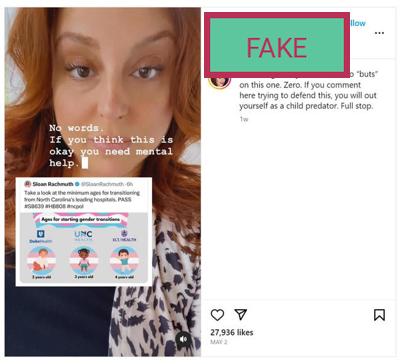 llow
FAKE
"buts"
on this one. Zero. If you comment
here trying to defend this, you will out
yourself as a child predator. Full stop.
1w
No words.
If you think this is
okay you need mental
help.
Sloan Rachmuth @SloanRachmuth · 6h
Take a look at the minimum ages for transitioning
from North Carolina's leading hospitals. PASS
#SB639 #HB808 #ncpol
Ages for starting gender transitions
DukeHealth
UNC
HEALTH
ECU HEALTH
2 years old
3 years old
4 years old
27,936 likes
MAY 2